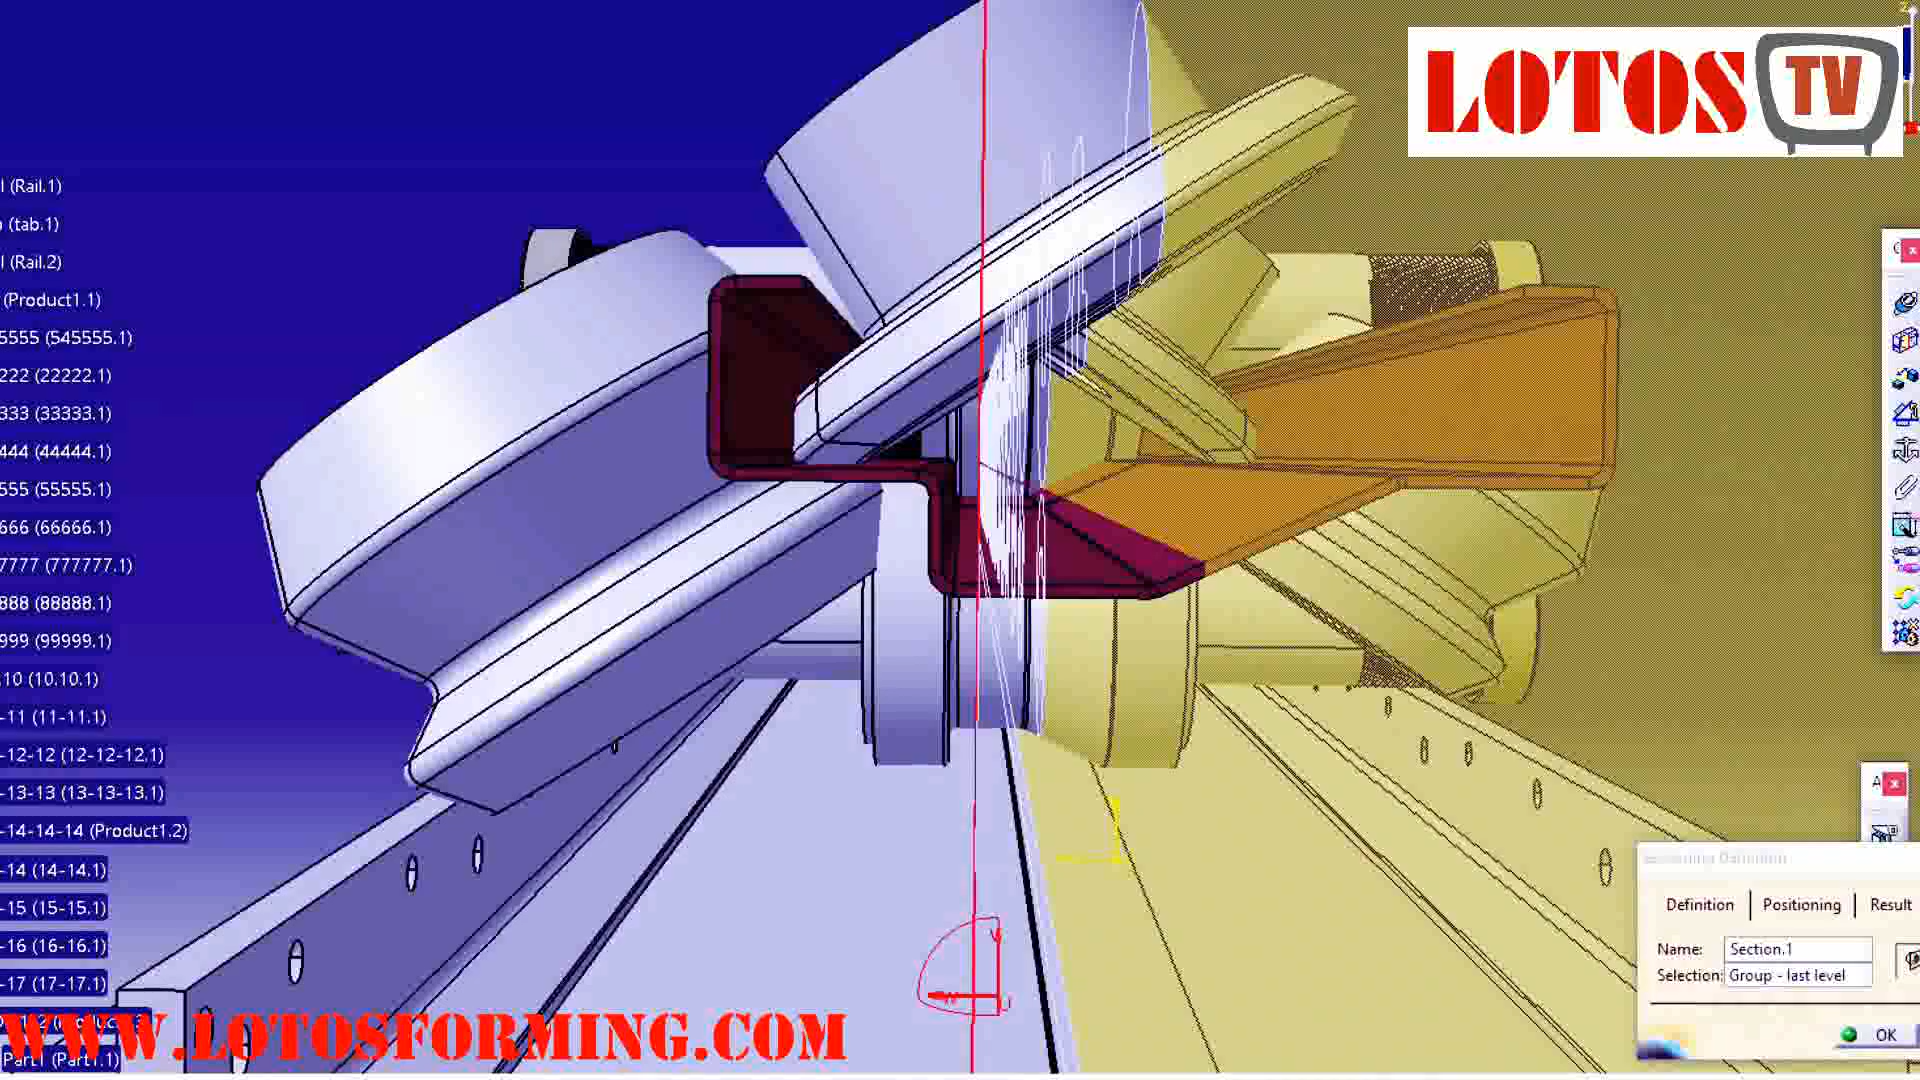 LOTOS TV
l (Rail.1)
(tab.1)
l (Rail.2)
(Product1.1)
5555 (545555.1)
222 (22222.1)
333 (33333.1)
444 (44444.1)
555 (55555.1)
666 (66666.1)
7777 (777777.1)
888 (88888.1)
999 (99999.1)
10 (10.10.1)
-11 (11-11.1)
-12-12 (12-12-12.1)
-13-13 (13-13-13.1)
-14-14-14 (Product1.2)
-14 (14-14.1)
-15 (15-15.1)
-16 (16-16.1)
-17 (17-17.1)
WWW.LOTOSFORMING.COM
Part1 (Part1.1)
Sectioning Definition
Definition Positioning Result
Name: Section.1
Selection: Group - last level
OK
V
W
U
Z
A